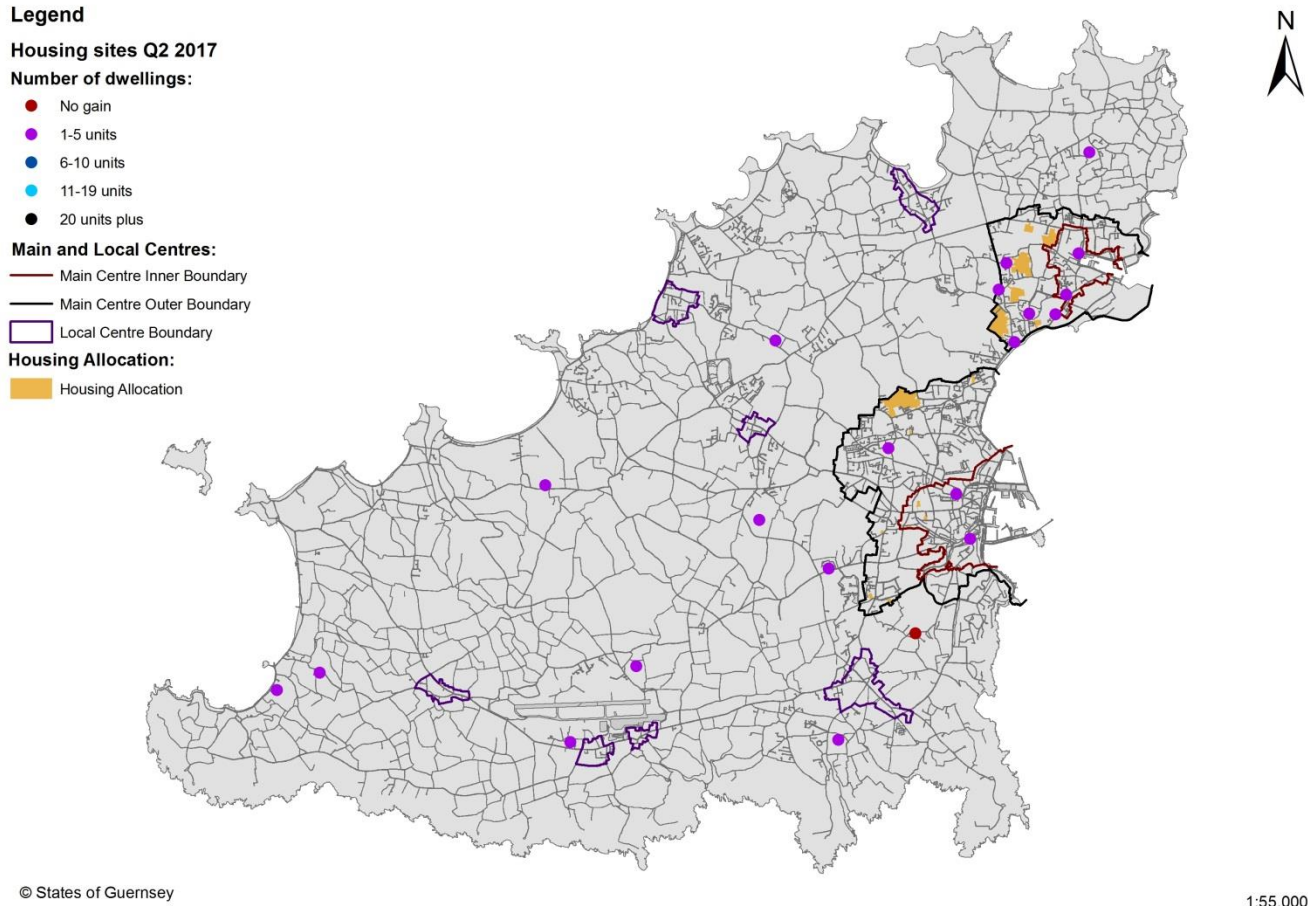 Legend
Housing sites Q2 2017
Number of dwellings:
No gain
1-5 units
6-10 units
11-19 units
20 units plus
Main and Local Centres:
Main Centre Inner Boundary
Main Centre Outer Boundary
Local Centre Boundary
Housing Allocation:
Housing Allocation
N
© States of Guernsey
1:55,000